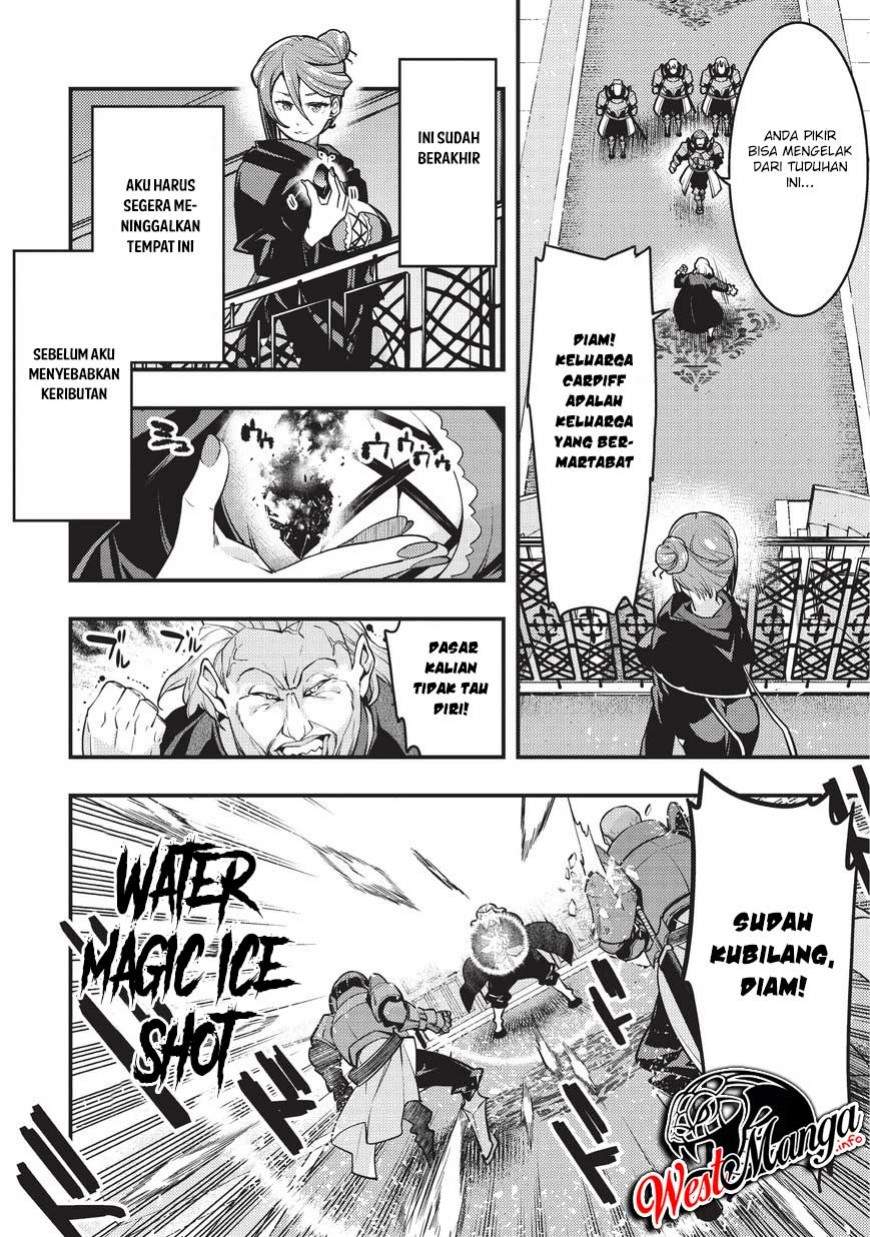 ANDA PIKIR
BISA MENGELAK
DARI TUDUHAN
INI...
DIAM!
KELUARGA
CARDIFF
ADALAH
KELUARGA
YANG BER-
MARTABAT
INI SUDAH
BERAKHIR
AKU HARUS
SEGERA ME-
NINGGALKAN
TEMPAT INI
SEBELUM AKU
MENYEBABKAN
KERIBUTAN
DASAR
KALIAN
TIDAK TAU
DIRI!
SUDAH
KUBILANG,
DIAM!
WATER
MAGIC ICE
SHOT
WestManga
.info